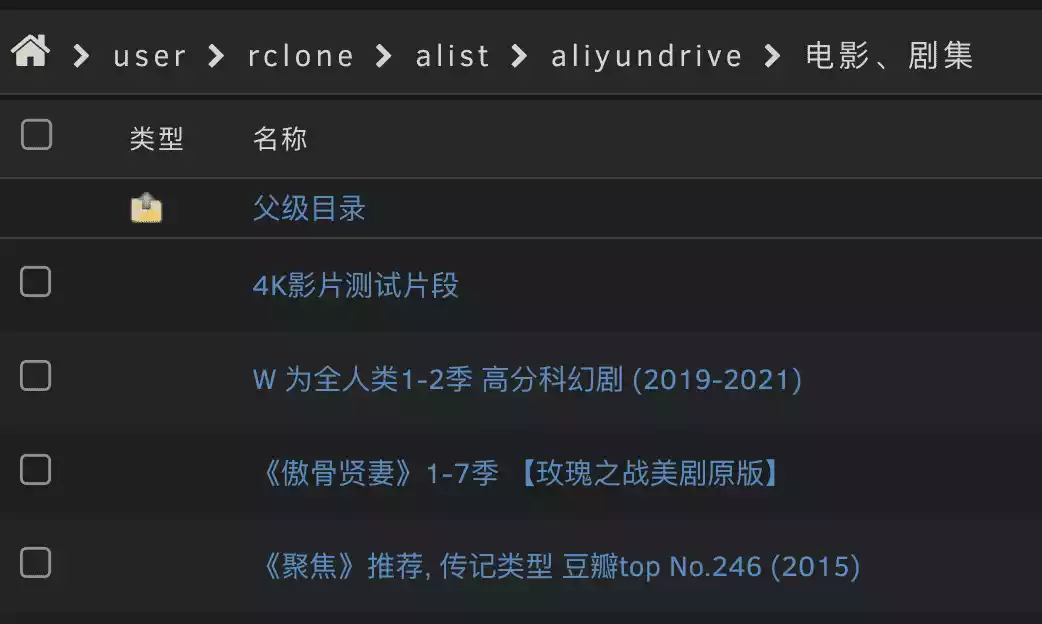 user rclone alist aliyundrive 电影、剧集
类型 名称
父级目录
4K影片测试片段
W 为全人类1-2季 高分科幻剧 (2019-2021)
《傲骨贤妻》1-7季 【玫瑰之战美剧原版】
《聚焦》推荐, 传记类型 豆瓣top No.246 (2015)